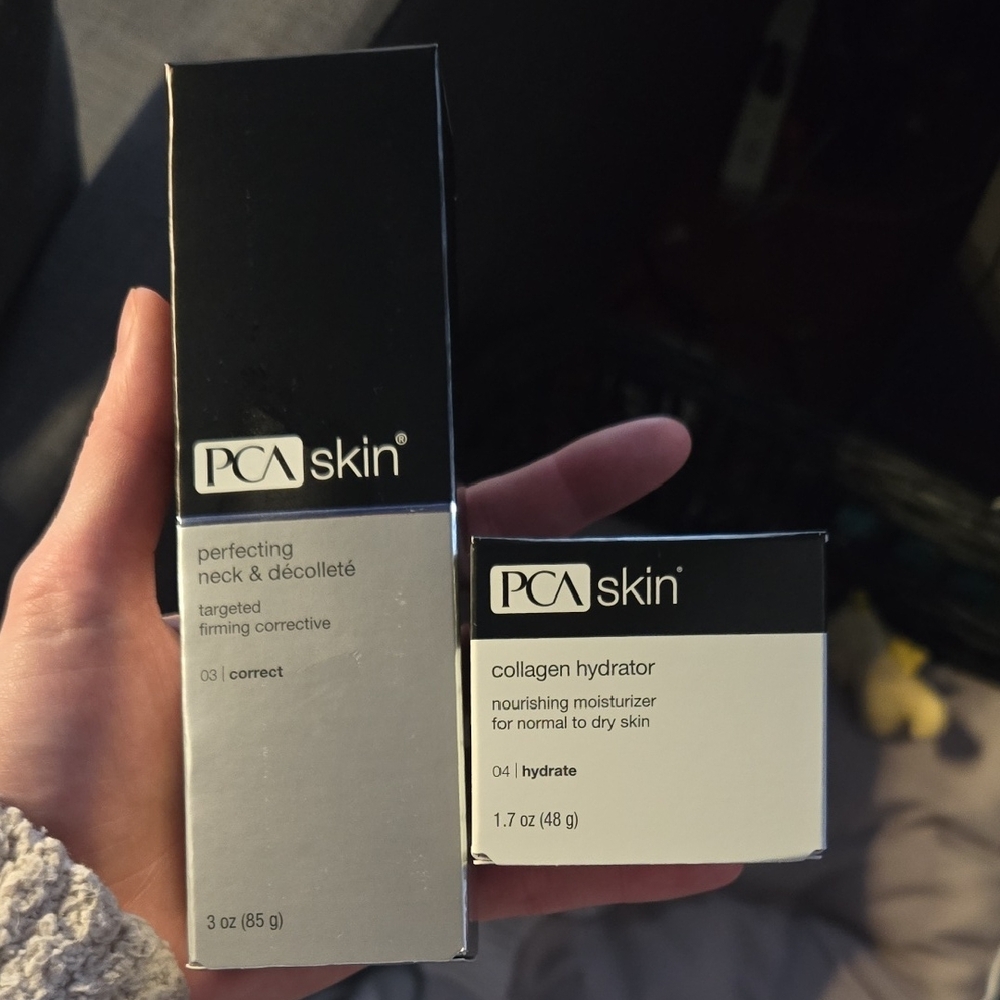 PCA skin®
perfecting
neck & décolleté
targeted
firming corrective
03 | correct
3 oz (85 g)
PCA skin®
collagen hydrator
nourishing moisturizer
for normal to dry skin
04 | hydrate
1.7 oz (48 g)